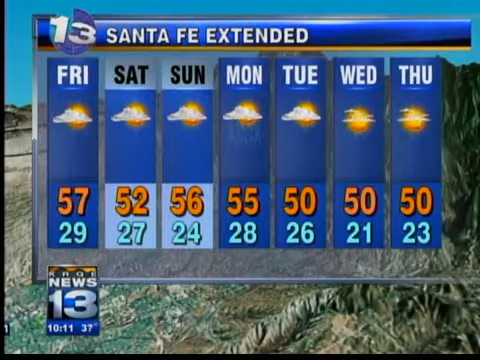 13 SANTA FE EXTENDED
FRI SAT SUN MON TUE WED THU
57 52 56 55 50 50 50
29 27 24 28 26 21 23
KRQE
NEWS
13
10:11 37°